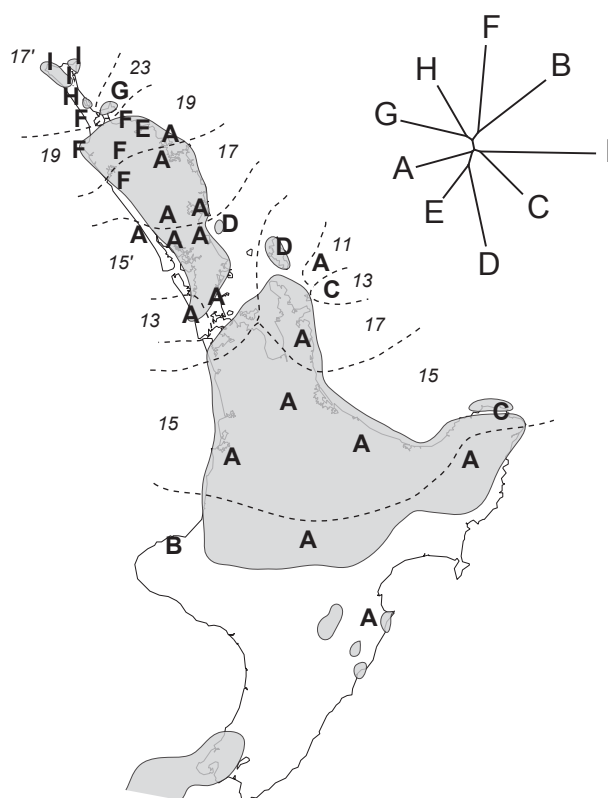 17' I I
I
23
H G
19
F F E A
19 F F A 17
F
A A D
A A A
15'
D 11
A
C 13
A
13 A
17
A
15
A
C
15
A
A A
B A
A
F
B
H
G
A
E C
D